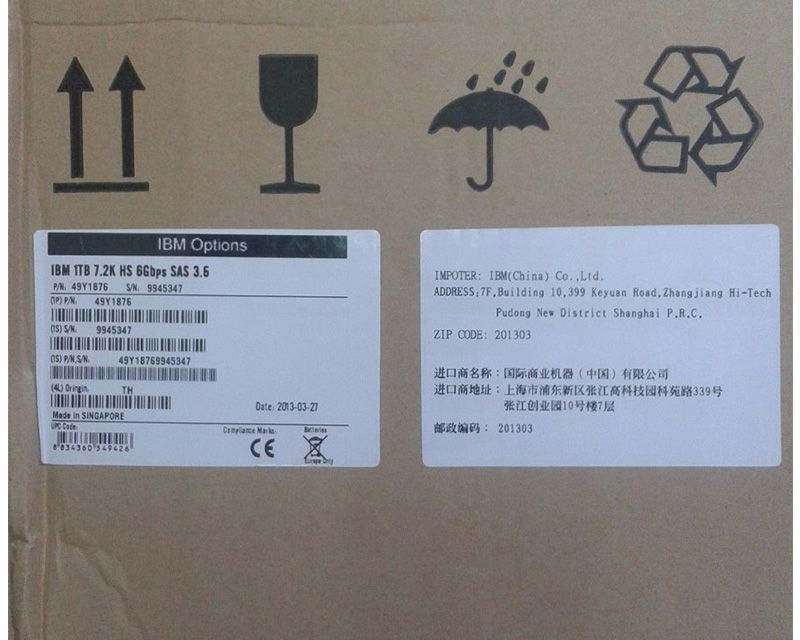 IBM Options
IBM 1TB 7.2K HS 6Gbps SAS 3.5
P/N: 49Y1876 S/N: 9945347
(1P) P/N: 49Y1876
(1S) S/N: 9945347
(1S) P/N,S/N: 49Y18769945347
(4L) Oringin: TH
Date: 2013-03-27
Made in SINGAPORE
UPC Code:
8 834360 549426
Compliance Marks:
CE
Batteries
Europe Only
IMPOTER: IBM(China) Co.,Ltd.
ADDRESS:7F,Building 10,399 Keyuan Road,Zhangjiang Hi-Tech
Pudong New District Shanghai P.R.C.
ZIP CODE: 201303
进口商名称：国际商业机器（中国）有限公司
进口商地址：上海市浦东新区张江高科技园科苑路339号
张江创业园10号楼7层
邮政编码： 201303